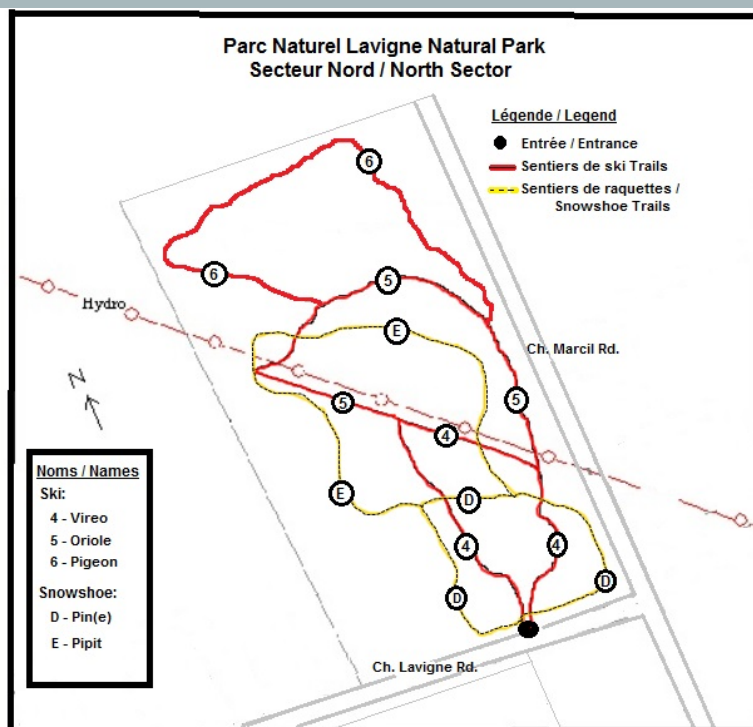 Parc Naturel Lavigne Natural Park
Secteur Nord / North Sector
Légende / Legend
Entrée / Entrance
Sentiers de ski Trails
Sentiers de raquettes /
Snowshoe Trails
6
6
5
Hydro
E
Ch. Marcil Rd.
5
5
4
N
E
D
4
4
D
D
Noms / Names
Ski:
4 - Vireo
5 - Oriole
6 - Pigeon
Snowshoe:
D - Pin(e)
E - Pipit
Ch. Lavigne Rd.